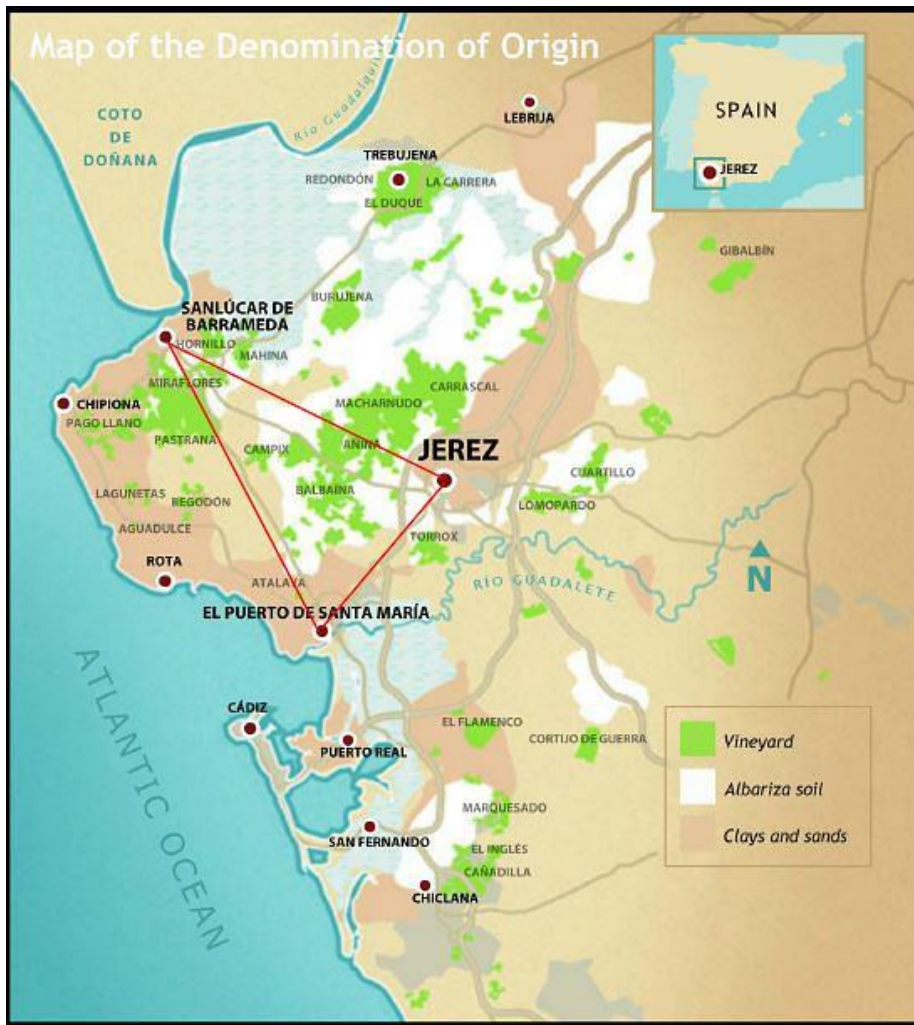 Map of the Denomination of Origin
COTO
DE
DOÑANA
Río Guadalquivir
LEBRIJA
SPAIN
JEREZ
TREBUJENA
REDONDÓN
LA CARRERA
EL DUQUE
GIBALBÍN
BURUJENA
SANLÚCAR DE
BARRAMEDA
HORNILLO
MAHINA
MIRAFLORES
CARRASCAL
CHIPIONA
MACHARNUDO
PAGO LLANO
PASTRANA
CAMPIX
AÑINA
JEREZ
CUARTILLO
BALBAÍNA
LAGUNETAS
REGODÓN
LOMOPARDO
AGUADULCE
TORROX
ROTA
ATALAYA
RÍO GUADALETE
N
EL PUERTO DE SANTA MARÍA
ATLANTIC OCEAN
CÁDIZ
EL FLAMENCO
CORTIJO DE GUERRA
PUERTO REAL
Vineyard
Albariza soil
Clays and sands
MARQUESADO
SAN FERNANDO
EL INGLÉS
CAÑADILLA
CHICLANA